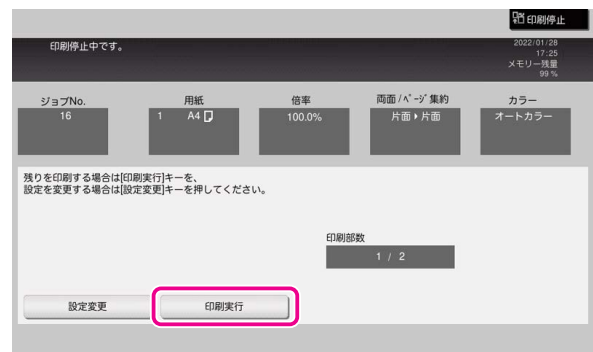 印刷停止
印刷停止中です。
2022/01/28
17:25
メモリー残量
99 %
ジョブNo.
用紙
倍率
両面/ﾍﾟｰｼﾞ集約
カラー
16
1 A4
100.0%
片面 ▶ 片面
オートカラー
残りを印刷する場合は[印刷実行]キーを、
設定を変更する場合は[設定変更]キーを押してください。
印刷部数
1 / 2
設定変更
印刷実行